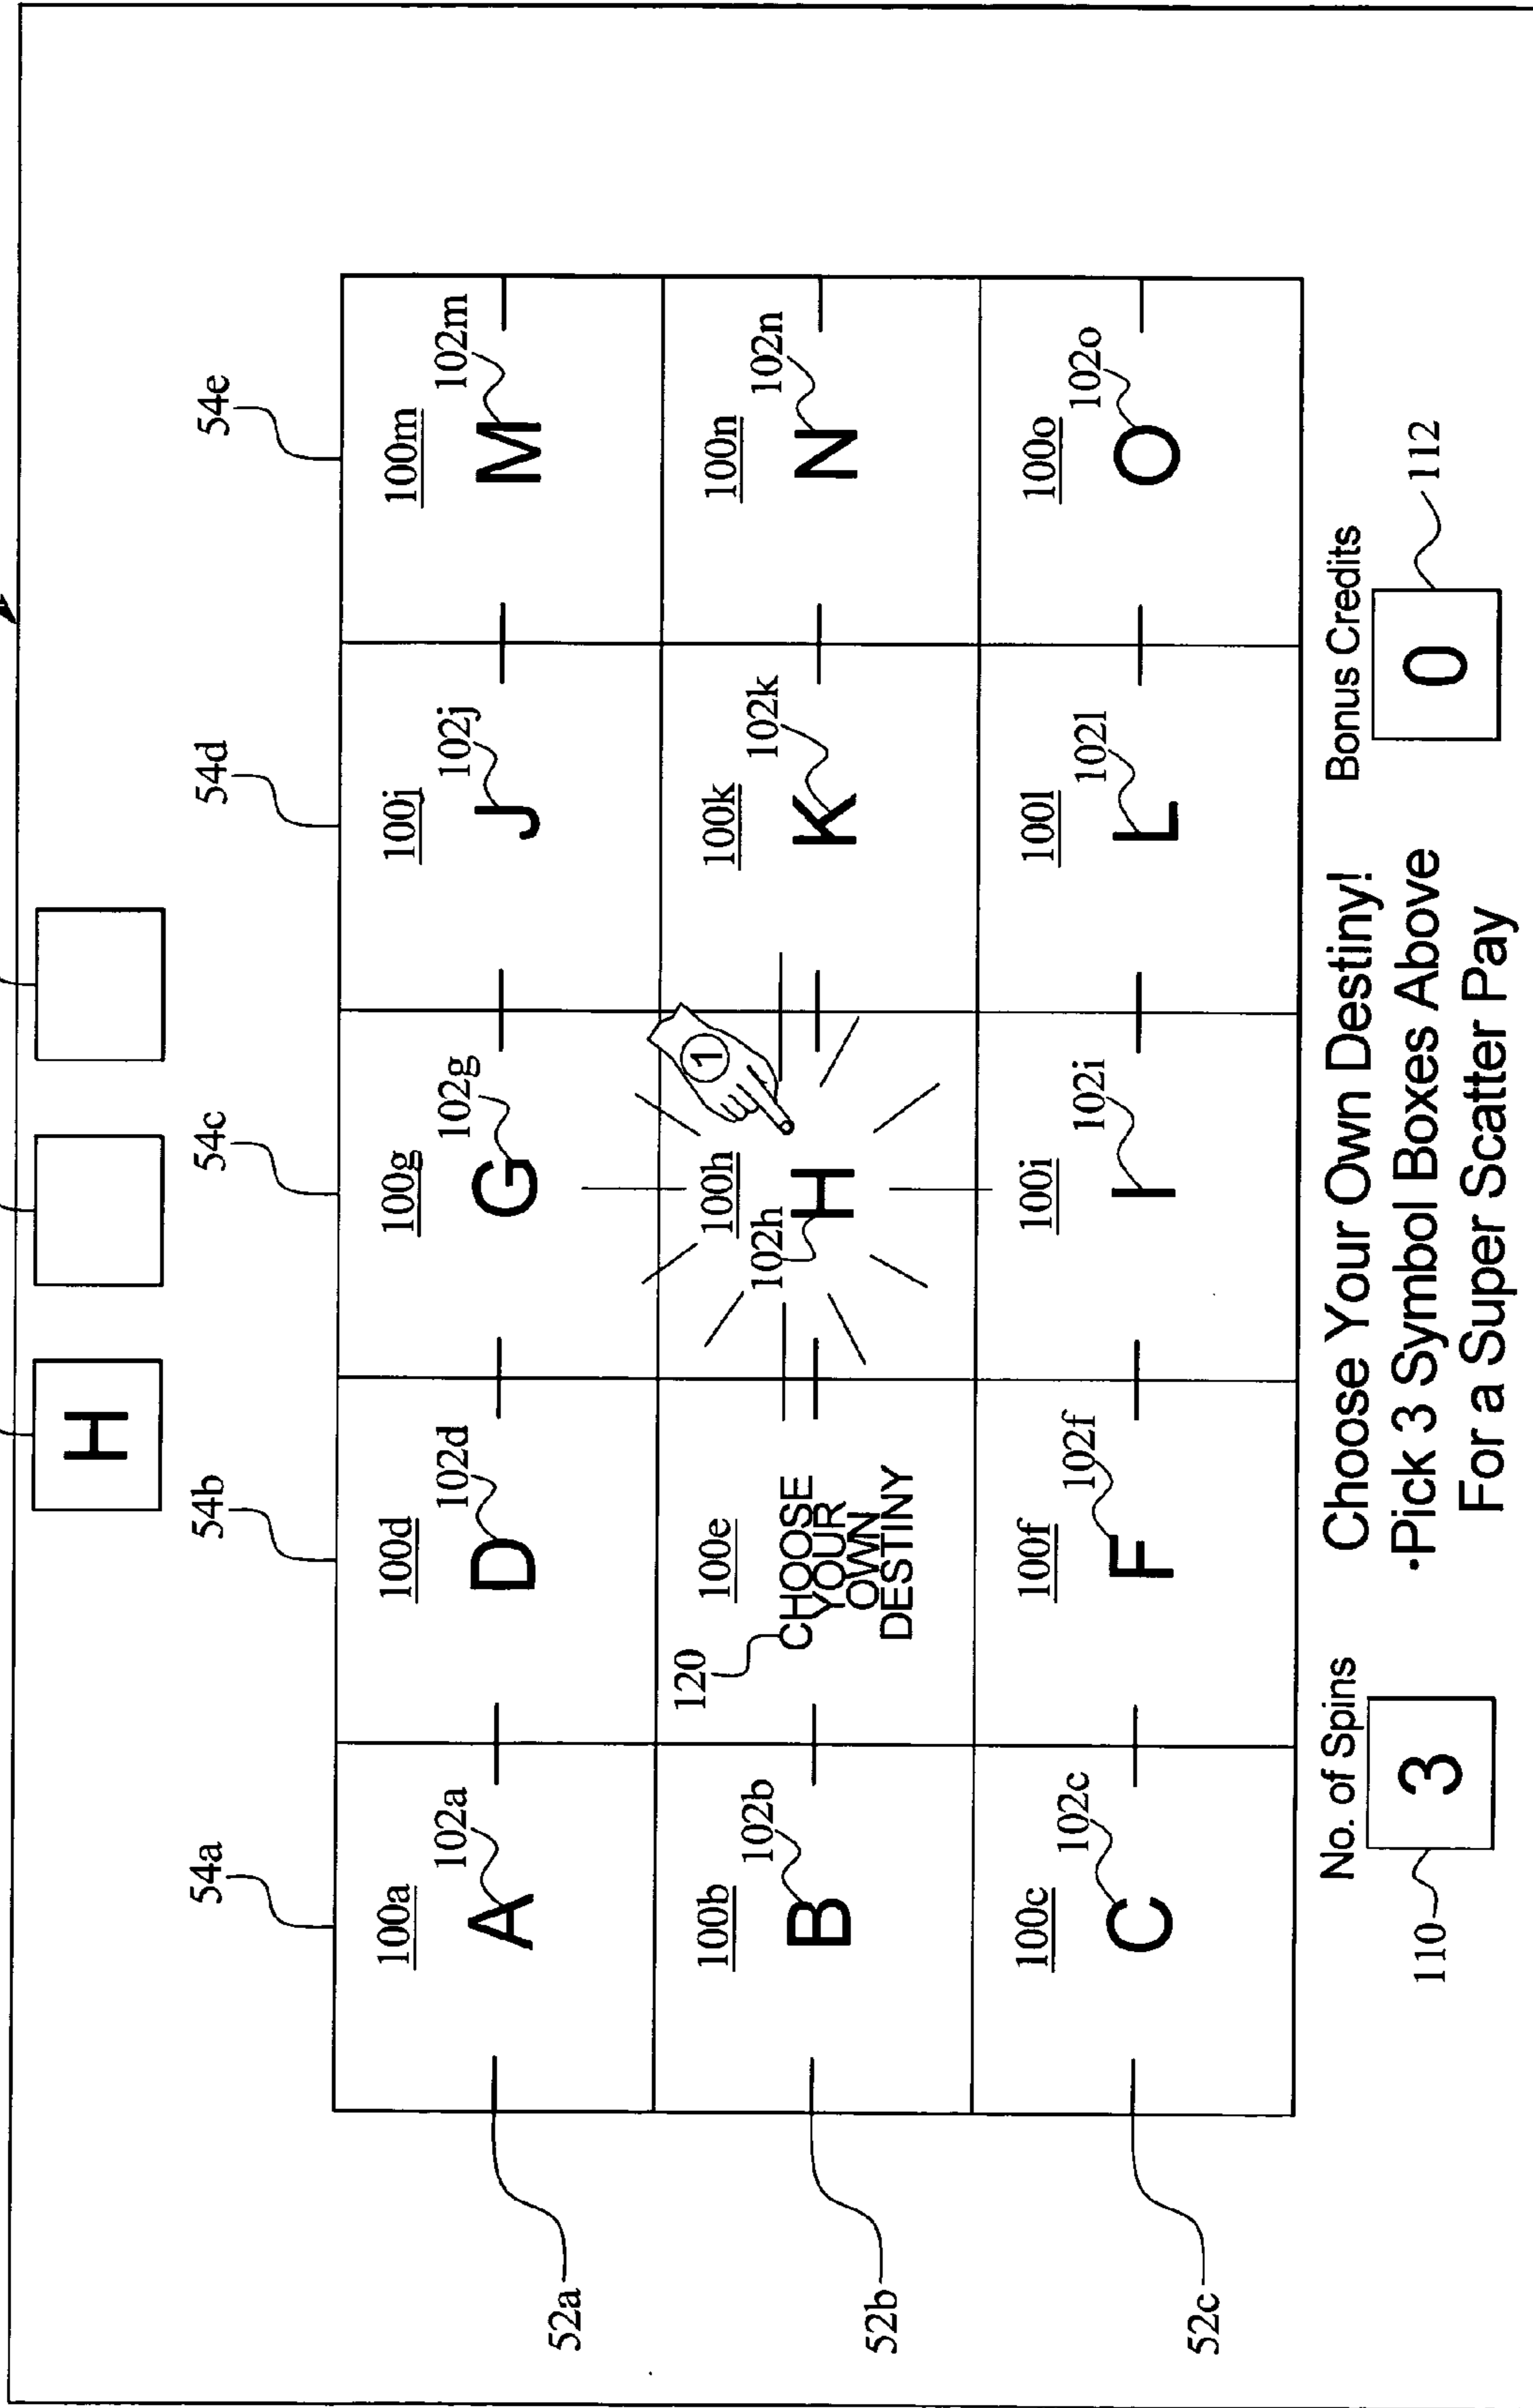 H
54a 54b 54c 54d 54e
100a 100d 100g 100j 100m
102a 102d 102g 102j 102m
52a A D G J M
100b 100e 100h 100k 100n
120 102b 102h 102k 102n
52b B CHOOSE H 1 K N
YOUR
OWN
DESTINY
100c 100f 100i 100l 100o
102c 102f 102i 102l 102o
52c C F I L O
No. of Spins Choose Your Own Destiny! Bonus Credits
110 3 •Pick 3 Symbol Boxes Above 0 112
For a Super Scatter Pay